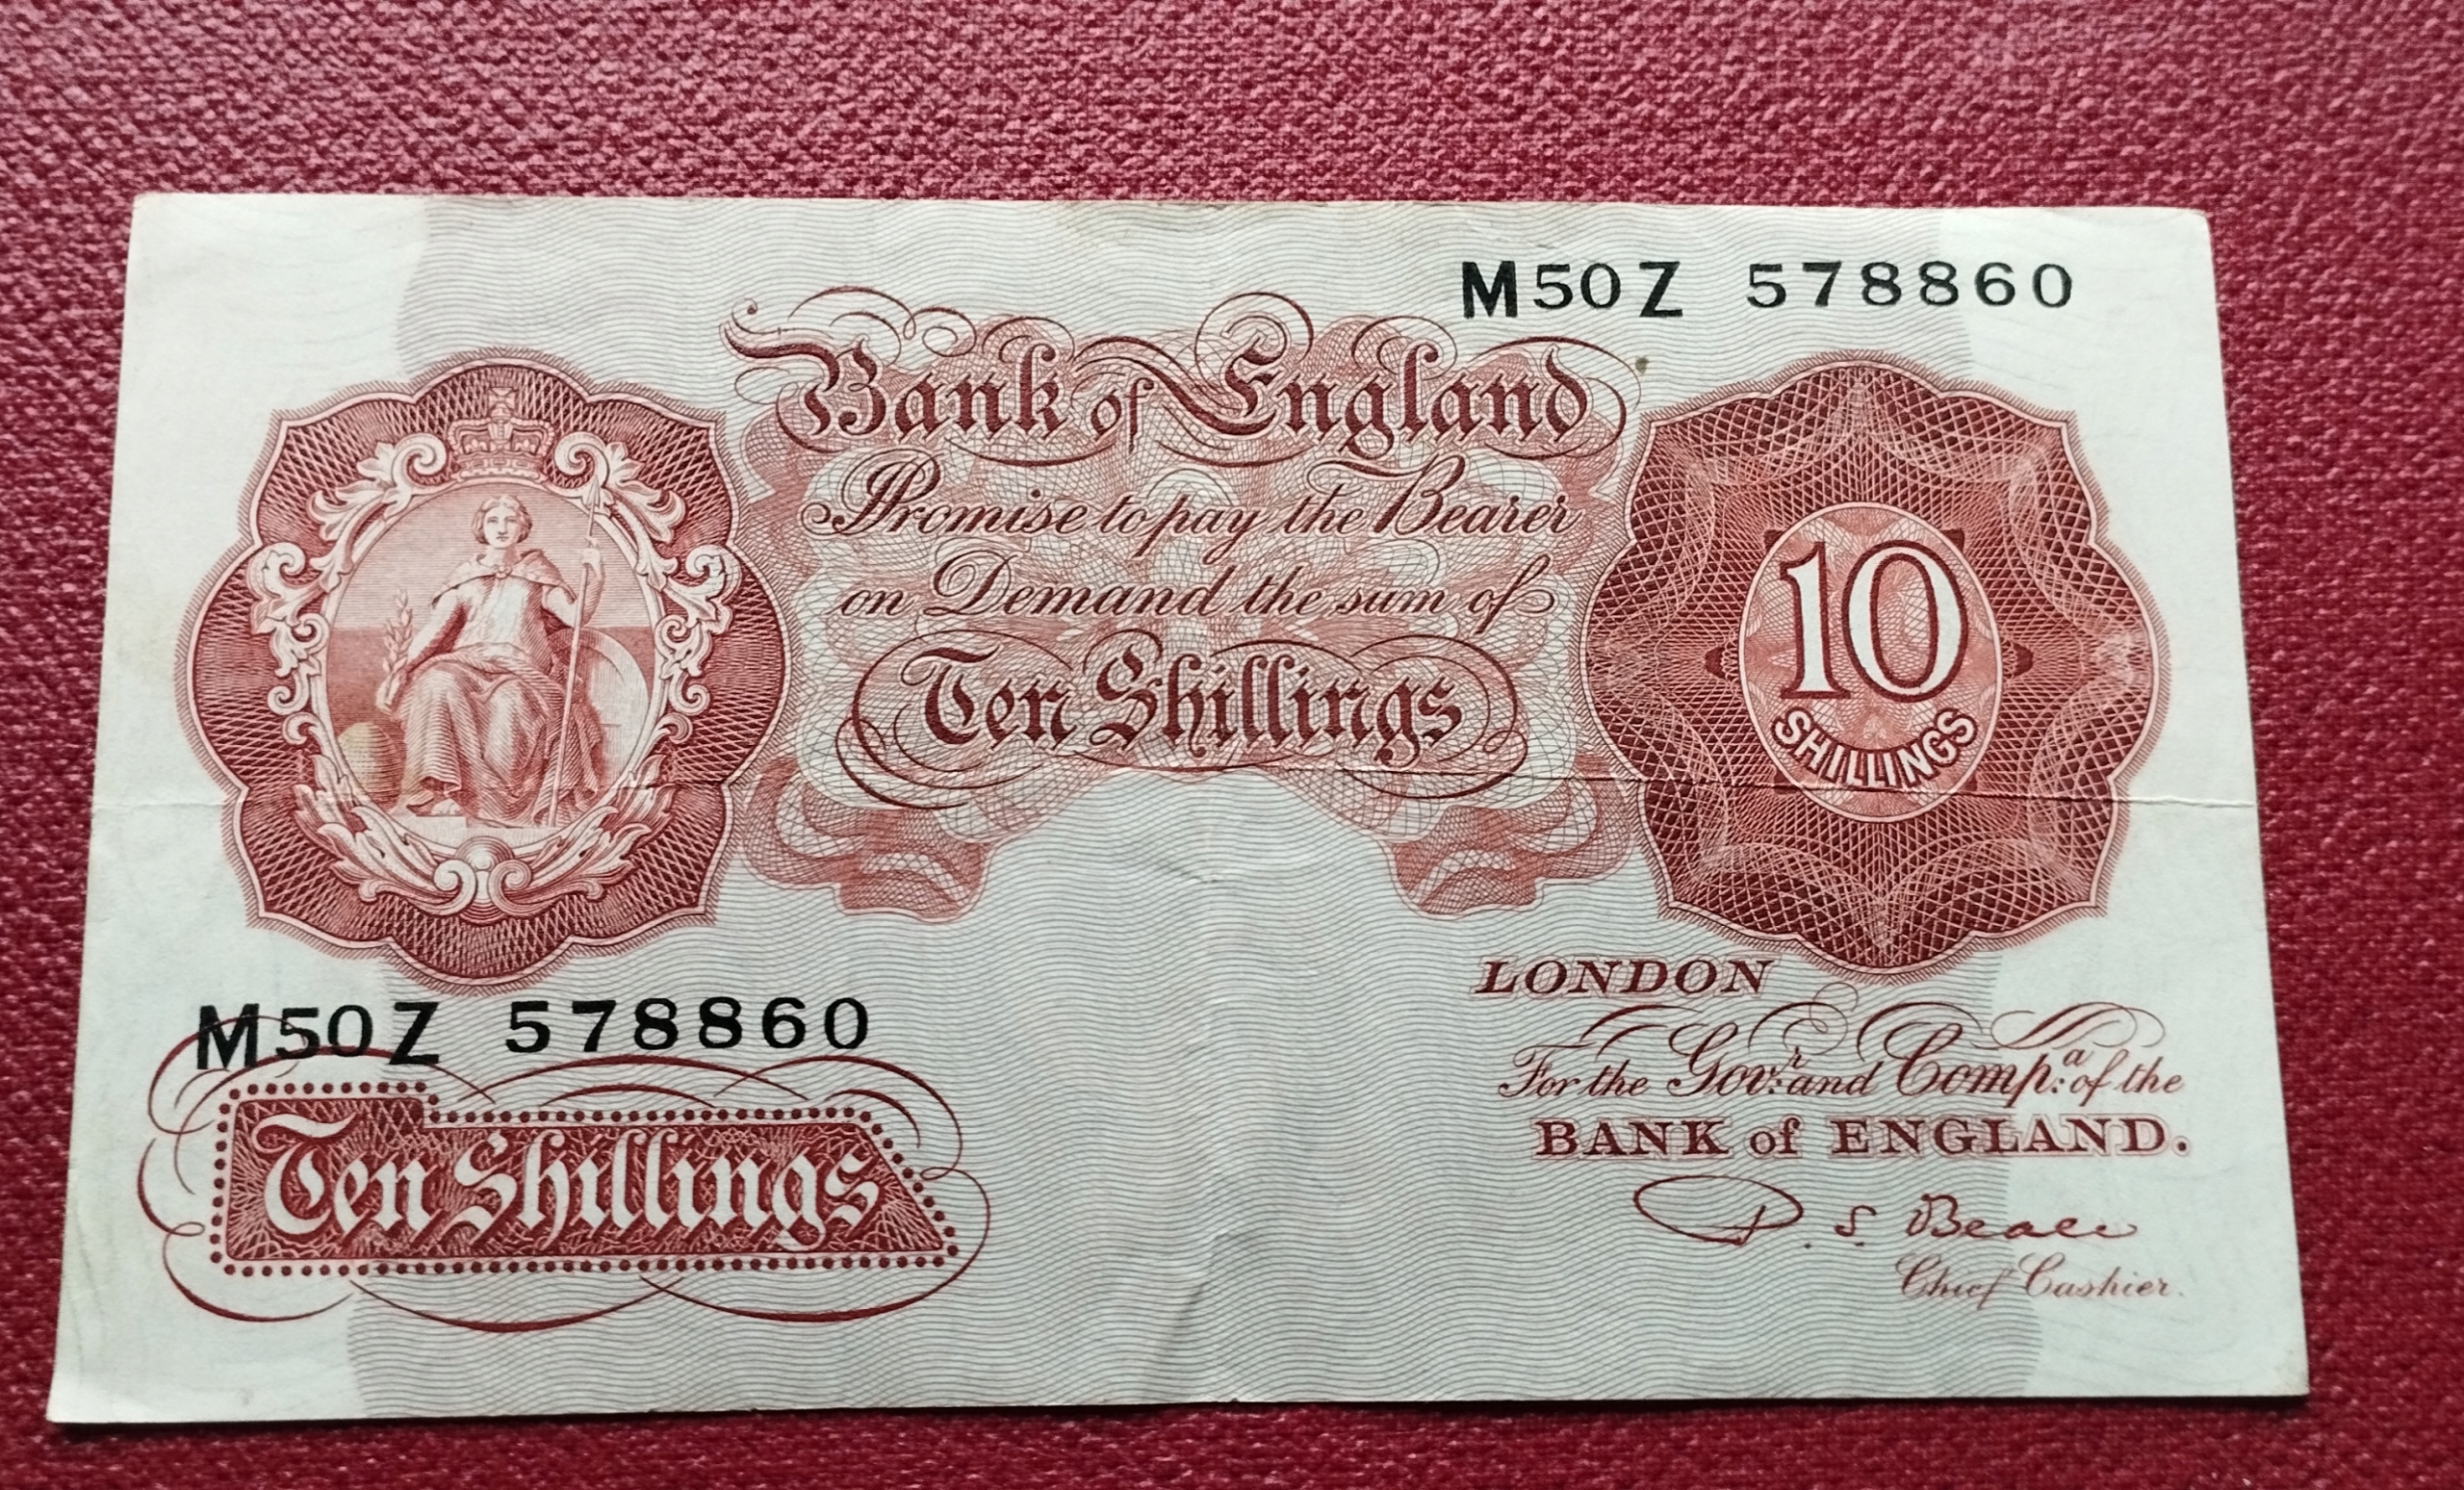 M50Z 578860
Bank of England
Promise to pay the Bearer
on Demand the sum of
Ten Shillings
10
SHILLINGS
M50Z 578860
Ten Shillings
LONDON
For the Govr: and Compa: of the
BANK of ENGLAND.
P. S. Beale
Chief Cashier.